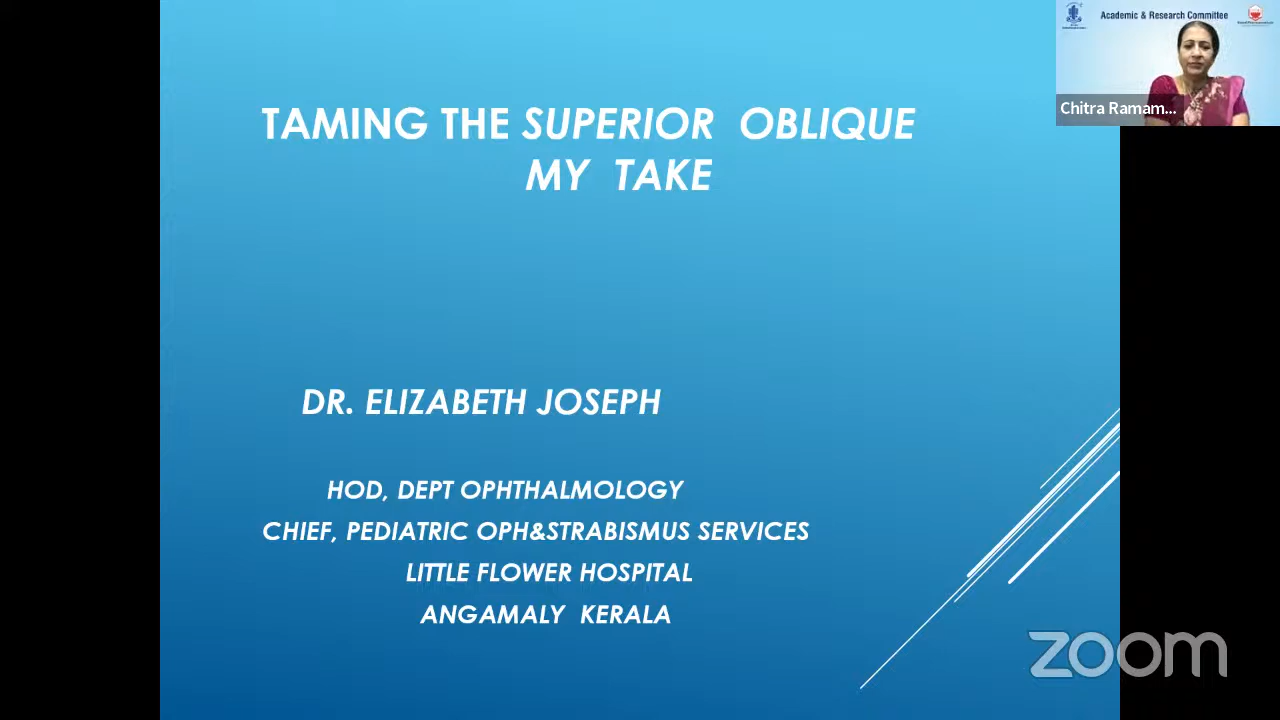 Academic & Research Committee
Chitra Ramam...
TAMING THE SUPERIOR OBLIQUE
MY TAKE
DR. ELIZABETH JOSEPH
HOD, DEPT OPHTHALMOLOGY
CHIEF, PEDIATRIC OPH&STRABISMUS SERVICES
LITTLE FLOWER HOSPITAL
ANGAMALY KERALA
zoom